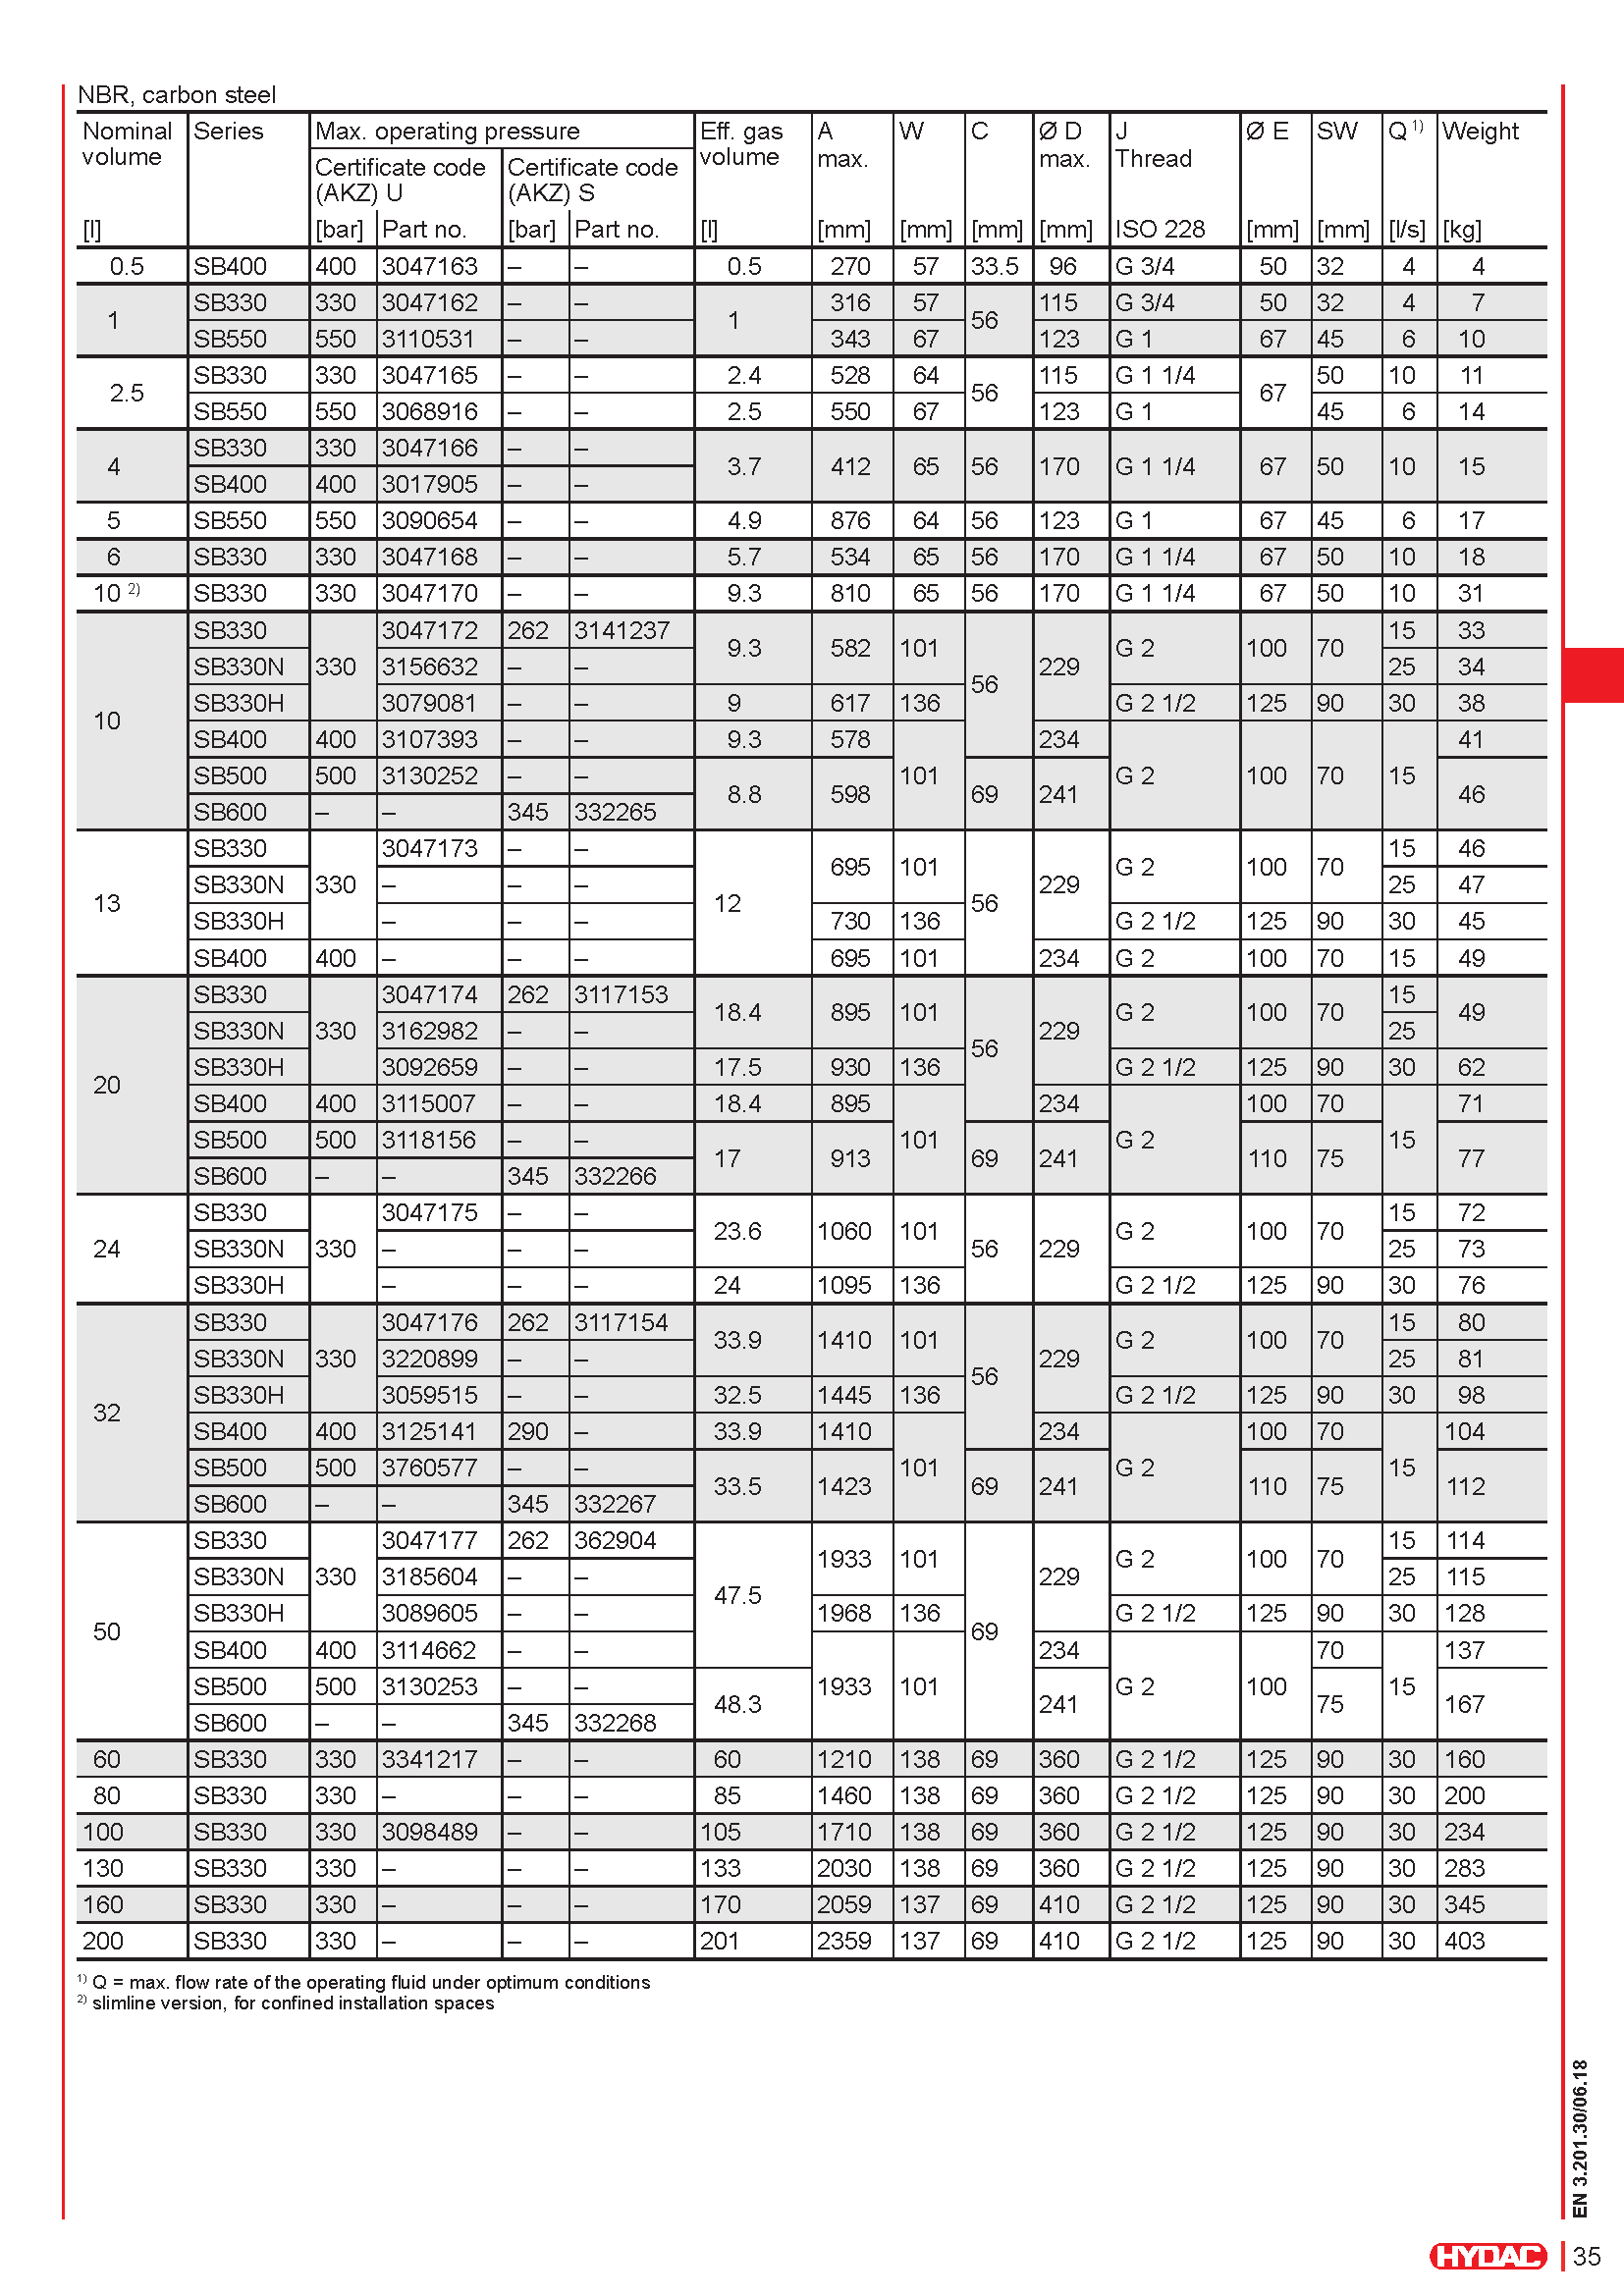 NBR, carbon steel
Nominal volume [l] Series Max. operating pressure Eff. gas volume [l] A max. [mm] W [mm] C [mm] Ø D max. [mm] J Thread ISO 228 Ø E [mm] SW [mm] Q 1) [l/s] Weight [kg]
Certificate code (AKZ) U Certificate code (AKZ) S
[bar] Part no. [bar] Part no.
0.5 SB400 400 3047163 – – 0.5 270 57 33.5 96 G 3/4 50 32 4 4
1 SB330 330 3047162 – – 1 316 57 56 115 G 3/4 50 32 4 7
SB550 550 3110531 – – 343 67 123 G 1 67 45 6 10
2.5 SB330 330 3047165 – – 2.4 528 64 56 115 G 1 1/4 67 50 10 11
SB550 550 3068916 – – 2.5 550 67 123 G 1 45 6 14
4 SB330 330 3047166 – – 3.7 412 65 56 170 G 1 1/4 67 50 10 15
SB400 400 3017905 – –
5 SB550 550 3090654 – – 4.9 876 64 56 123 G 1 67 45 6 17
6 SB330 330 3047168 – – 5.7 534 65 56 170 G 1 1/4 67 50 10 18
10 2) SB330 330 3047170 – – 9.3 810 65 56 170 G 1 1/4 67 50 10 31
10 SB330 330 3047172 262 3141237 9.3 582 101 56 229 G 2 100 70 15 33
SB330N 3156632 – – 25 34
SB330H 3079081 – – 9 617 136 G 2 1/2 125 90 30 38
SB400 400 3107393 – – 9.3 578 101 234 G 2 100 70 15 41
SB500 500 3130252 – – 8.8 598 69 241 46
SB600 – – 345 332265
13 SB330 330 3047173 – – 12 695 101 56 229 G 2 100 70 15 46
SB330N – – – 25 47
SB330H – – – 730 136 G 2 1/2 125 90 30 45
SB400 400 – – – 695 101 234 G 2 100 70 15 49
20 SB330 330 3047174 262 3117153 18.4 895 101 56 229 G 2 100 70 15 49
SB330N 3162982 – – 25
SB330H 3092659 – – 17.5 930 136 G 2 1/2 125 90 30 62
SB400 400 3115007 – – 18.4 895 101 234 G 2 100 70 15 71
SB500 500 3118156 – – 17 913 69 241 110 75 77
SB600 – – 345 332266
24 SB330 330 3047175 – – 23.6 1060 101 56 229 G 2 100 70 15 72
SB330N – – – 25 73
SB330H – – – 24 1095 136 G 2 1/2 125 90 30 76
32 SB330 330 3047176 262 3117154 33.9 1410 101 56 229 G 2 100 70 15 80
SB330N 3220899 – – 25 81
SB330H 3059515 – – 32.5 1445 136 G 2 1/2 125 90 30 98
SB400 400 3125141 290 – 33.9 1410 101 234 G 2 100 70 15 104
SB500 500 3760577 – – 33.5 1423 69 241 110 75 112
SB600 – – 345 332267
50 SB330 330 3047177 262 362904 47.5 1933 101 69 229 G 2 100 70 15 114
SB330N 3185604 – – 25 115
SB330H 3089605 – – 1968 136 G 2 1/2 125 90 30 128
SB400 400 3114662 – – 1933 101 234 G 2 100 70 15 137
SB500 500 3130253 – – 48.3 241 75 167
SB600 – – 345 332268
60 SB330 330 3341217 – – 60 1210 138 69 360 G 2 1/2 125 90 30 160
80 SB330 330 – – – 85 1460 138 69 360 G 2 1/2 125 90 30 200
100 SB330 330 3098489 – – 105 1710 138 69 360 G 2 1/2 125 90 30 234
130 SB330 330 – – – 133 2030 138 69 360 G 2 1/2 125 90 30 283
160 SB330 330 – – – 170 2059 137 69 410 G 2 1/2 125 90 30 345
200 SB330 330 – – – 201 2359 137 69 410 G 2 1/2 125 90 30 403
1) Q = max. flow rate of the operating fluid under optimum conditions
2) slimline version, for confined installation spaces
EN 3.201.30/06.18
HYDAC 35